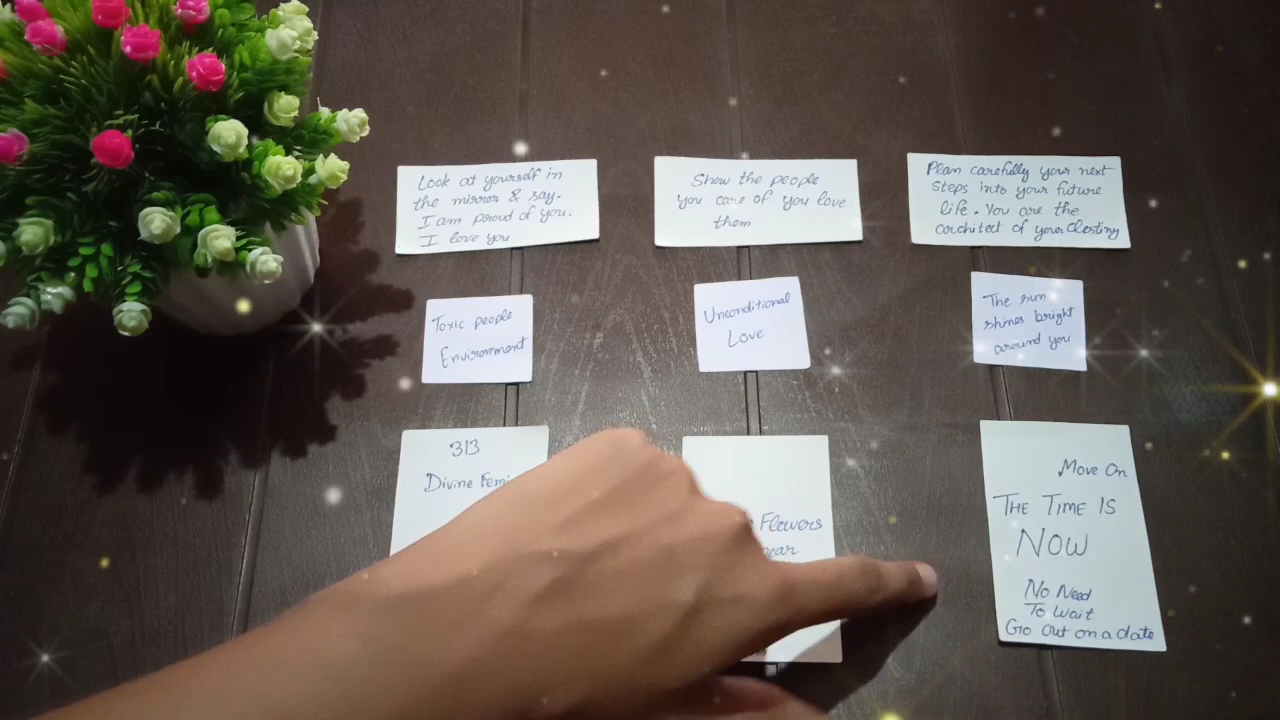 Look at yourself in
the mirror & say.
I am proud of you.
I love you
Show the people
you care of you love
them
Plan carefully your next
steps into your future
life. You are the
architect of your destiny
Toxic people
Environment
Unconditional
Love
The sun
shines bright
around you
313
Divine Femi
Flowers
Move On
THE TIME IS
NOW
No Need
To Wait
Go out on a date